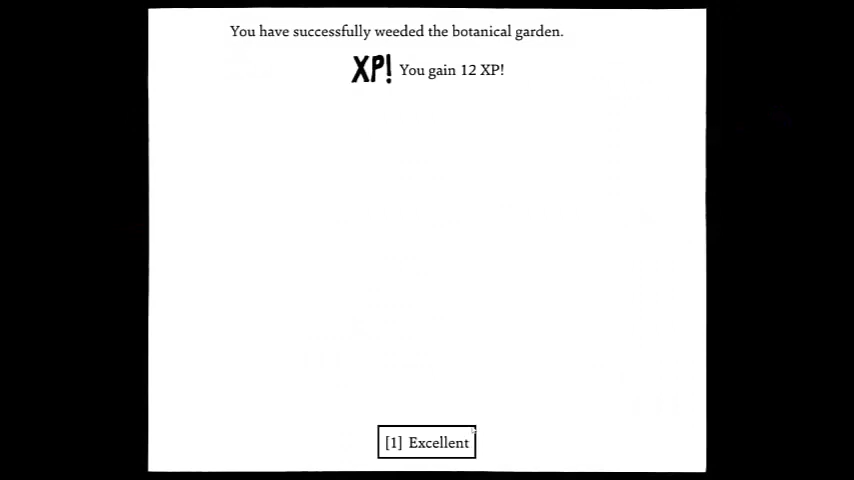 You have successfully weeded the botanical garden.
XP! You gain 12 XP!
[1] Excellent